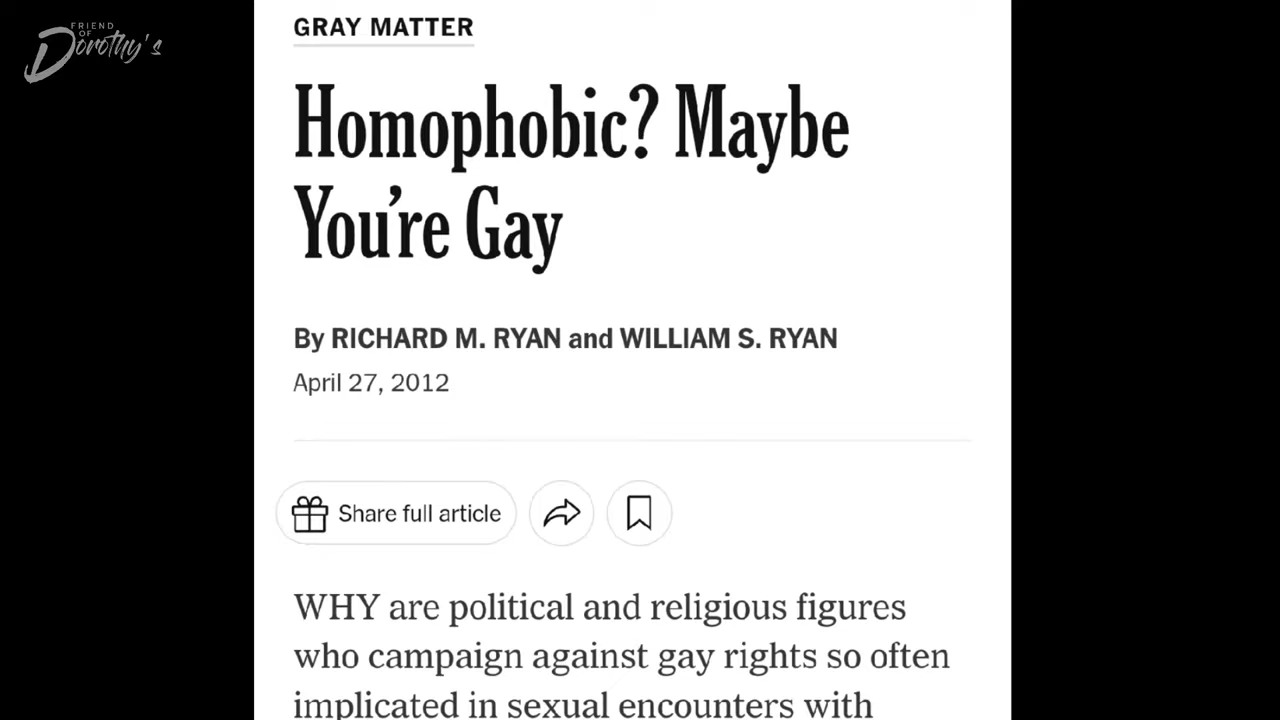 FRIEND
OF
Dorothy's
GRAY MATTER
Homophobic? Maybe
You're Gay
By RICHARD M. RYAN and WILLIAM S. RYAN
April 27, 2012
Share full article
WHY are political and religious figures
who campaign against gay rights so often
implicated in sexual encounters with